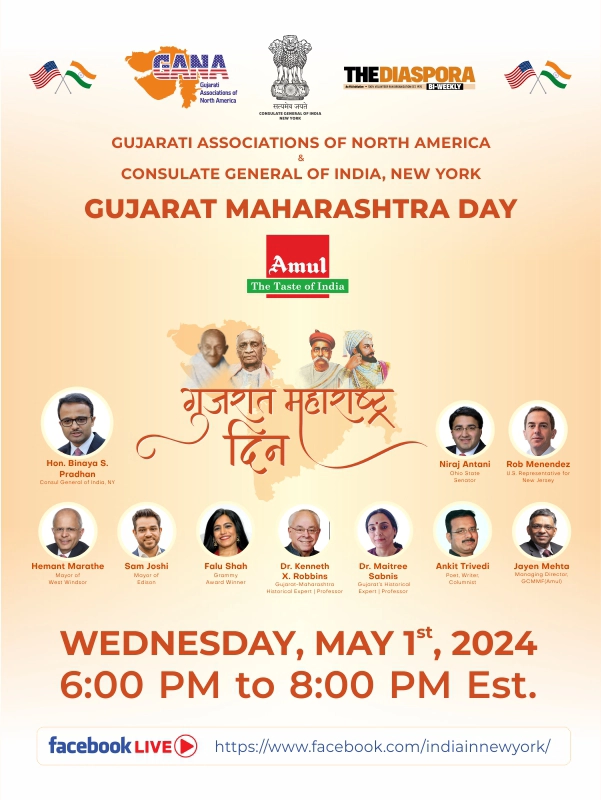 GANA
Gujarati
Associations of
North America
सत्यमेव जयते
CONSULATE GENERAL OF INDIA
NEW YORK
THE DIASPORA
BI-WEEKLY
GUJARATI ASSOCIATIONS OF NORTH AMERICA
&
CONSULATE GENERAL OF INDIA, NEW YORK
GUJARAT MAHARASHTRA DAY
Amul
The Taste of India
गुजरात महाराष्ट्र
दिन
Hon. Binaya S.
Pradhan
Consul General of India, NY
Niraj Antani
Ohio State
Senator
Rob Menendez
U.S. Representative for
New Jerzey
Hemant Marathe
Mayor of
West Windsor
Sam Joshi
Mayor of
Edison
Falu Shah
Grammy
Award Winner
Dr. Kenneth
X. Robbins
Gujarat-Maharashtra
Historical Expert | Professor
Dr. Maitree
Sabnis
Gujarat's Historical
Expert | Professor
Ankit Trivedi
Poet, Writer,
Columnist
Jayen Mehta
Managing Director,
GCMMF(Amul)
WEDNESDAY, MAY 1st, 2024
6:00 PM to 8:00 PM Est.
facebook LIVE
https://www.facebook.com/indiainnewyork/